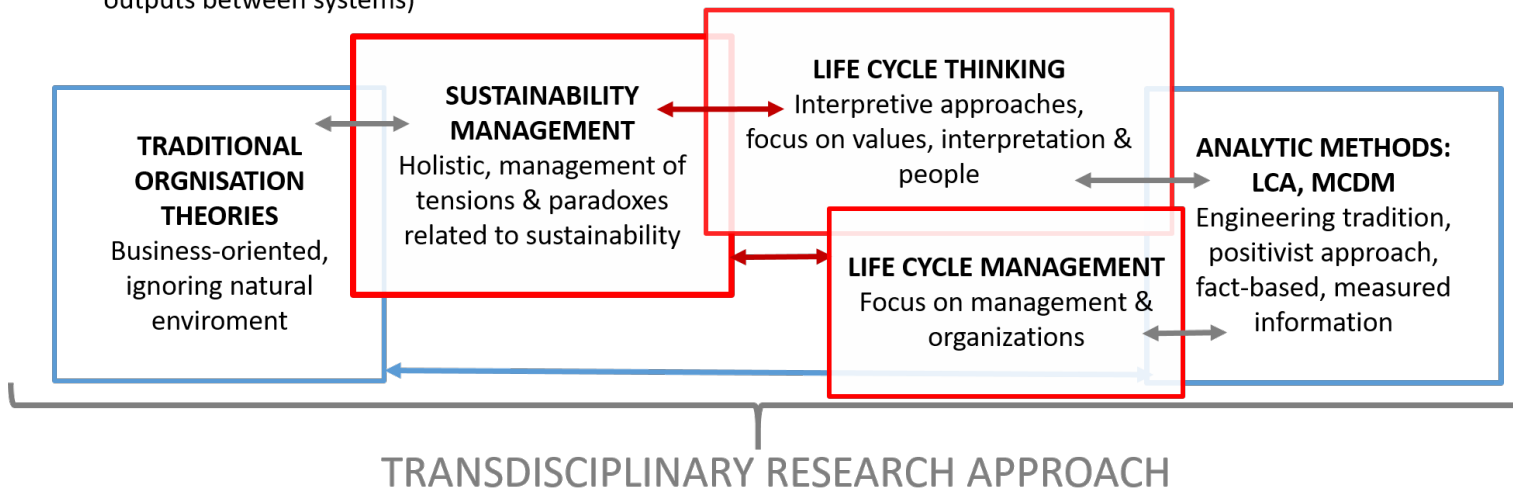 outputs between systems)
TRADITIONAL
ORGNISATION
THEORIES
Business-oriented,
ignoring natural
enviroment
SUSTAINABILITY
MANAGEMENT
Holistic, management of
tensions & paradoxes
related to sustainability
LIFE CYCLE THINKING
Interpretive approaches,
focus on values, interpretation &
people
LIFE CYCLE MANAGEMENT
Focus on management &
organizations
ANALYTIC METHODS:
LCA, MCDM
Engineering tradition,
positivist approach,
fact-based, measured
information
TRANSDISCIPLINARY RESEARCH APPROACH